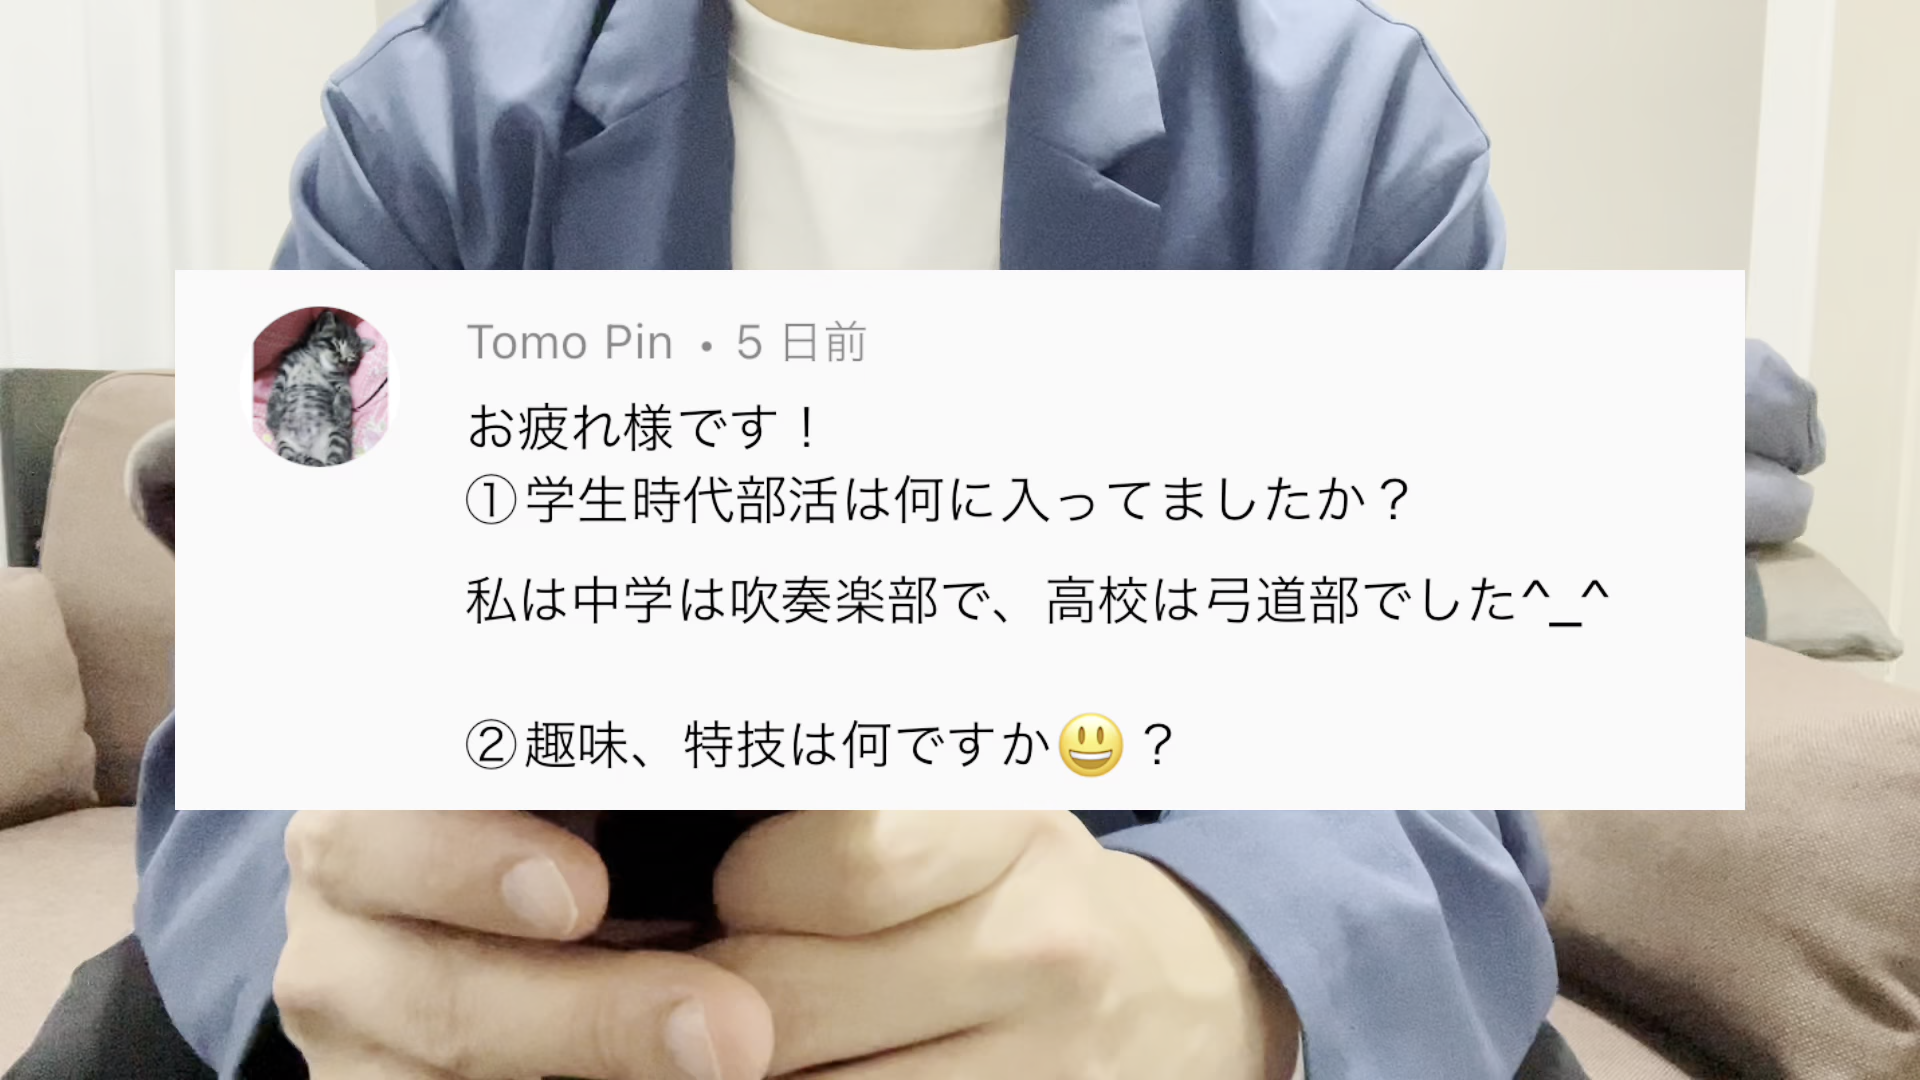 Tomo Pin • 5 日前
お疲れ様です！
①学生時代部活は何に入ってましたか？
私は中学は吹奏楽部で、高校は弓道部でした^_^
②趣味、特技は何ですか😃？